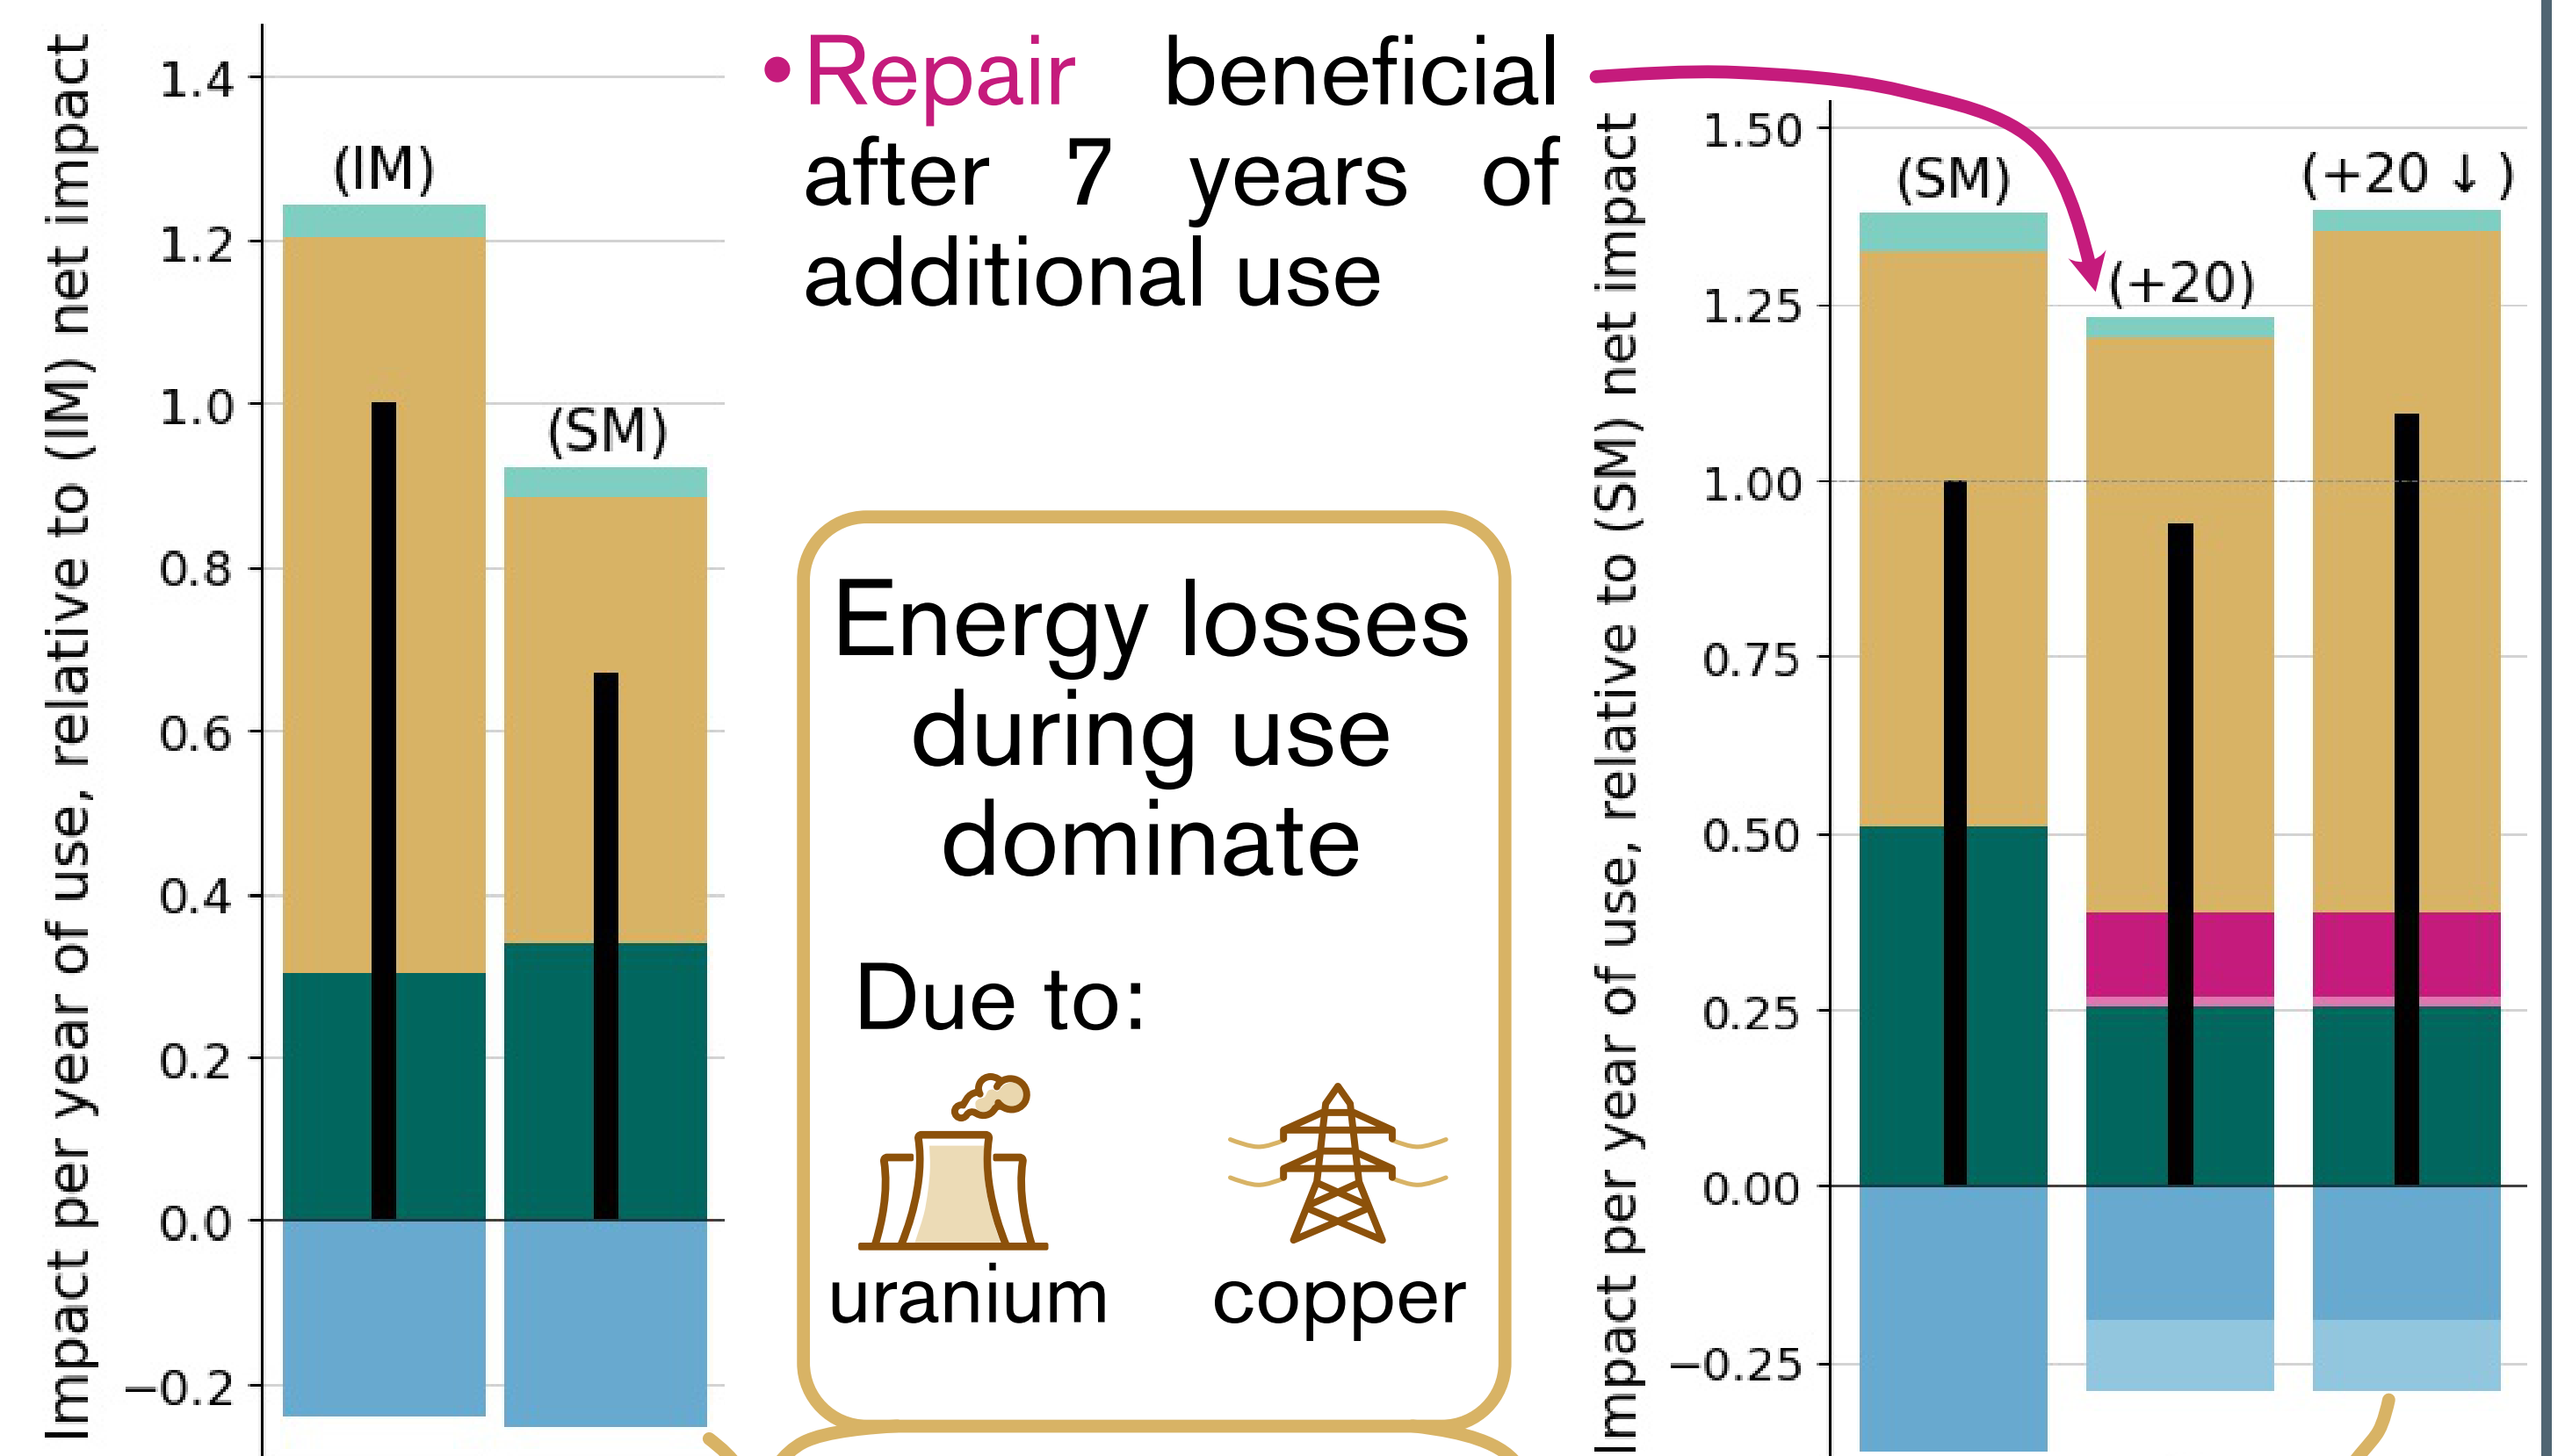 Impact per year of use, relative to (IM) net impact
1.4
1.2
1.0
0.8
0.6
0.4
0.2
0.0
−0.2
(IM)
(SM)
•Repair beneficial
after 7 years of
additional use
Energy losses
during use
dominate
Due to:
uranium
copper
Impact per year of use, relative to (SM) net impact
1.50
1.25
1.00
0.75
0.50
0.25
0.00
−0.25
(SM)
(+20)
(+20 ↓ )